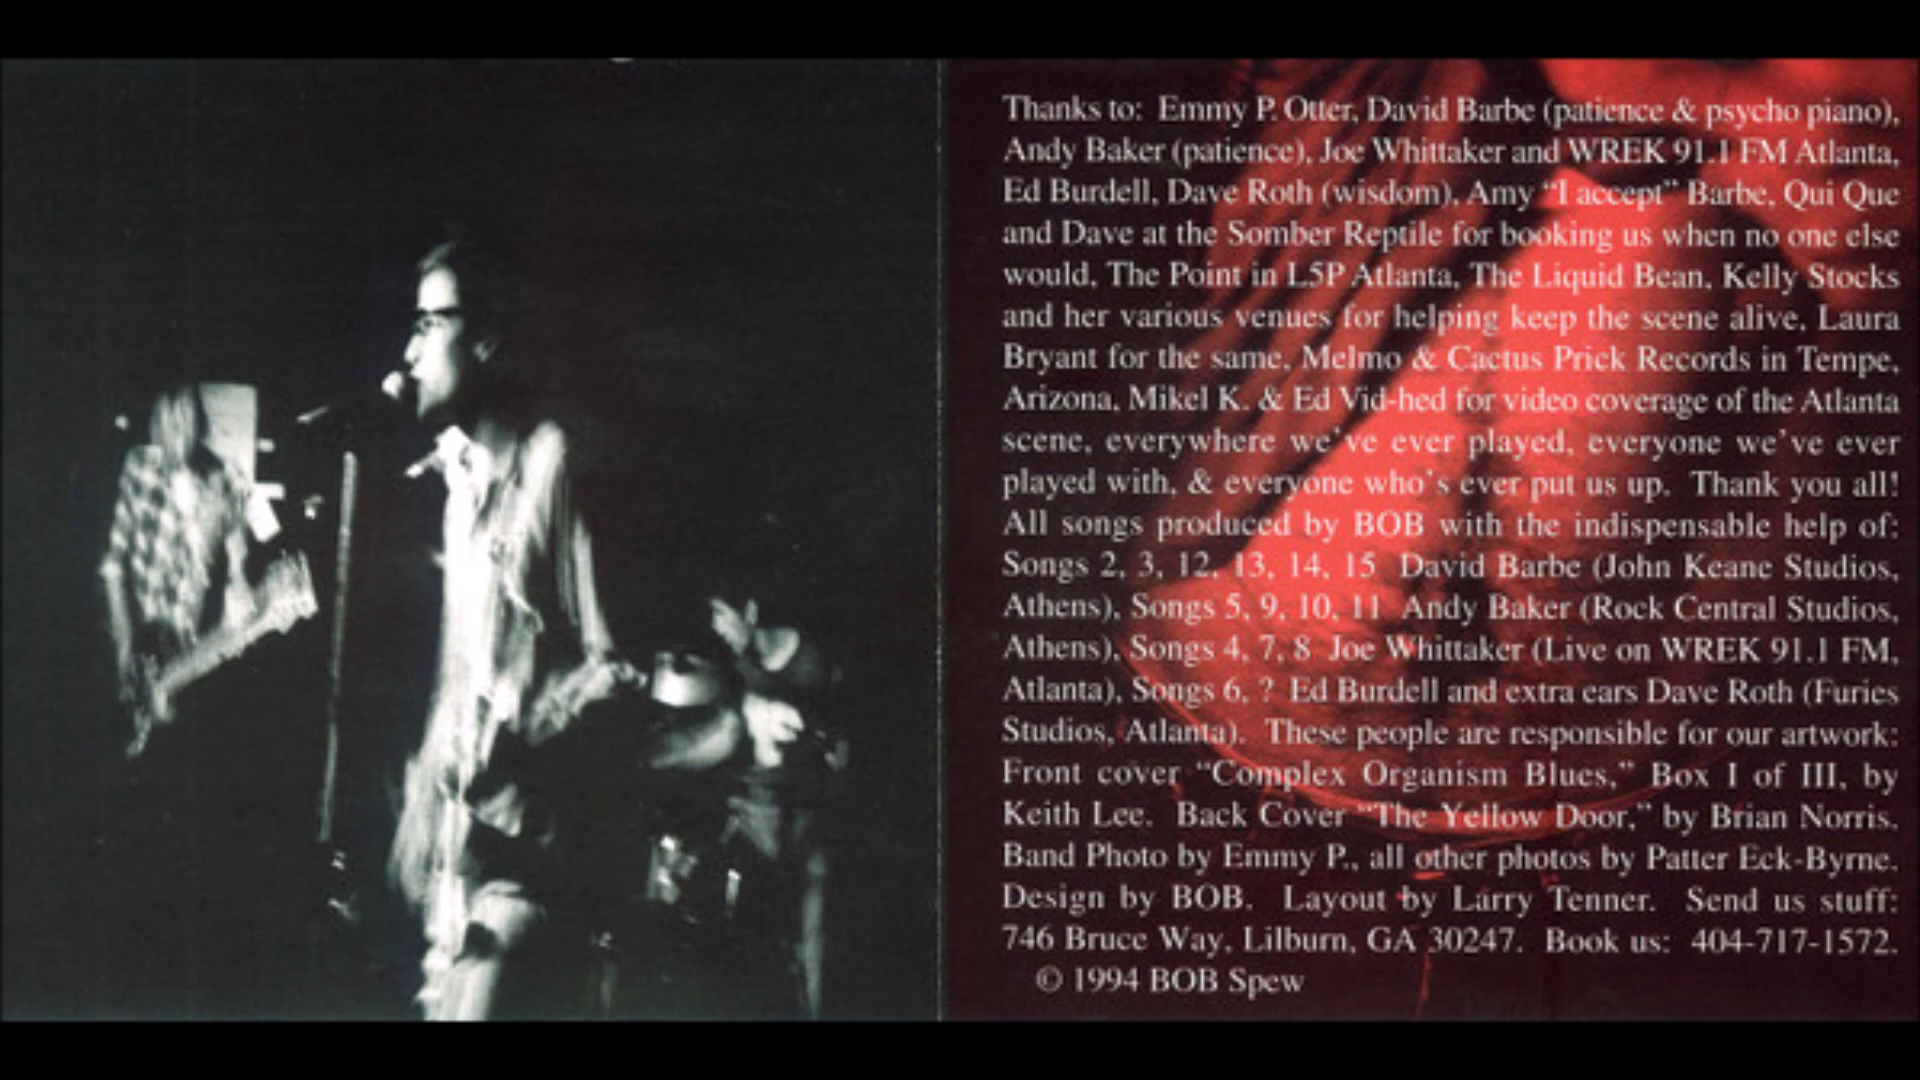 Thanks to: Emmy P. Otter, David Barbe (patience & psycho piano),
Andy Baker (patience), Joe Whittaker and WREK 91.1 FM Atlanta,
Ed Burdell, Dave Roth (wisdom), Amy “I accept” Barbe, Qui Que
and Dave at the Somber Reptile for booking us when no one else
would, The Point in L5P Atlanta, The Liquid Bean, Kelly Stocks
and her various venues for helping keep the scene alive, Laura
Bryant for the same, Melmo & Cactus Prick Records in Tempe,
Arizona, Mikel K. & Ed Vid-hed for video coverage of the Atlanta
scene, everywhere we’ve ever played, everyone we’ve ever
played with, & everyone who’s ever put us up. Thank you all!
All songs produced by BOB with the indispensable help of:
Songs 2, 3, 12, 13, 14, 15 David Barbe (John Keane Studios,
Athens), Songs 5, 9, 10, 11 Andy Baker (Rock Central Studios,
Athens), Songs 4, 7, 8 Joe Whittaker (Live on WREK 91.1 FM,
Atlanta), Songs 6, ? Ed Burdell and extra ears Dave Roth (Furies
Studios, Atlanta). These people are responsible for our artwork:
Front cover “Complex Organism Blues,” Box I of III, by
Keith Lee. Back Cover “The Yellow Door,” by Brian Norris.
Band Photo by Emmy P., all other photos by Patter Eck-Byrne.
Design by BOB. Layout by Larry Tenner. Send us stuff:
746 Bruce Way, Lilburn, GA 30247. Book us: 404-717-1572.
© 1994 BOB Spew